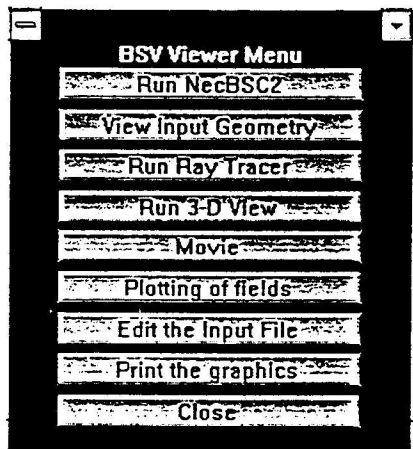 BSV Viewer Menu
Run NecBSC2
View Input Geometry
Run Ray Tracer
Run 3-D View
Movie
Plotting of fields
Edit the Input File
Print the graphics
Close